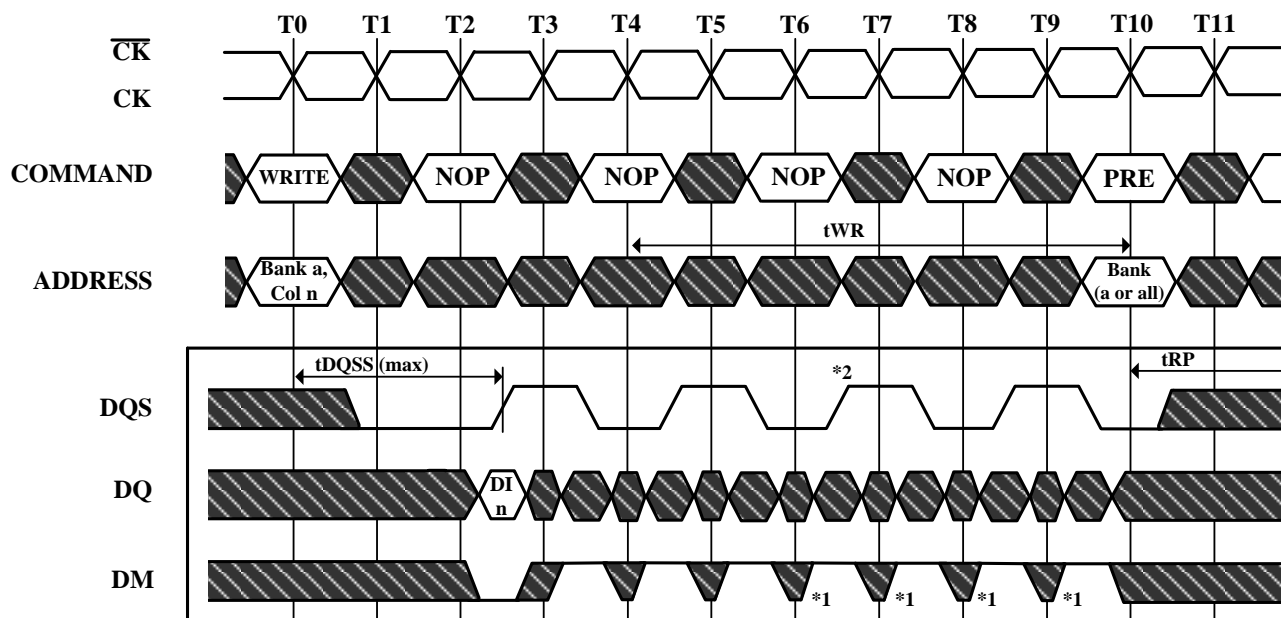 T0 T1 T2 T3 T4 T5 T6 T7 T8 T9 T10 T11
CK
CK
COMMAND WRITE NOP NOP NOP NOP PRE
tWR
ADDRESS Bank a, Col n Bank (a or all)
tDQSS (max) *2 tRP
DQS
DQ DI n
DM *1 *1 *1 *1